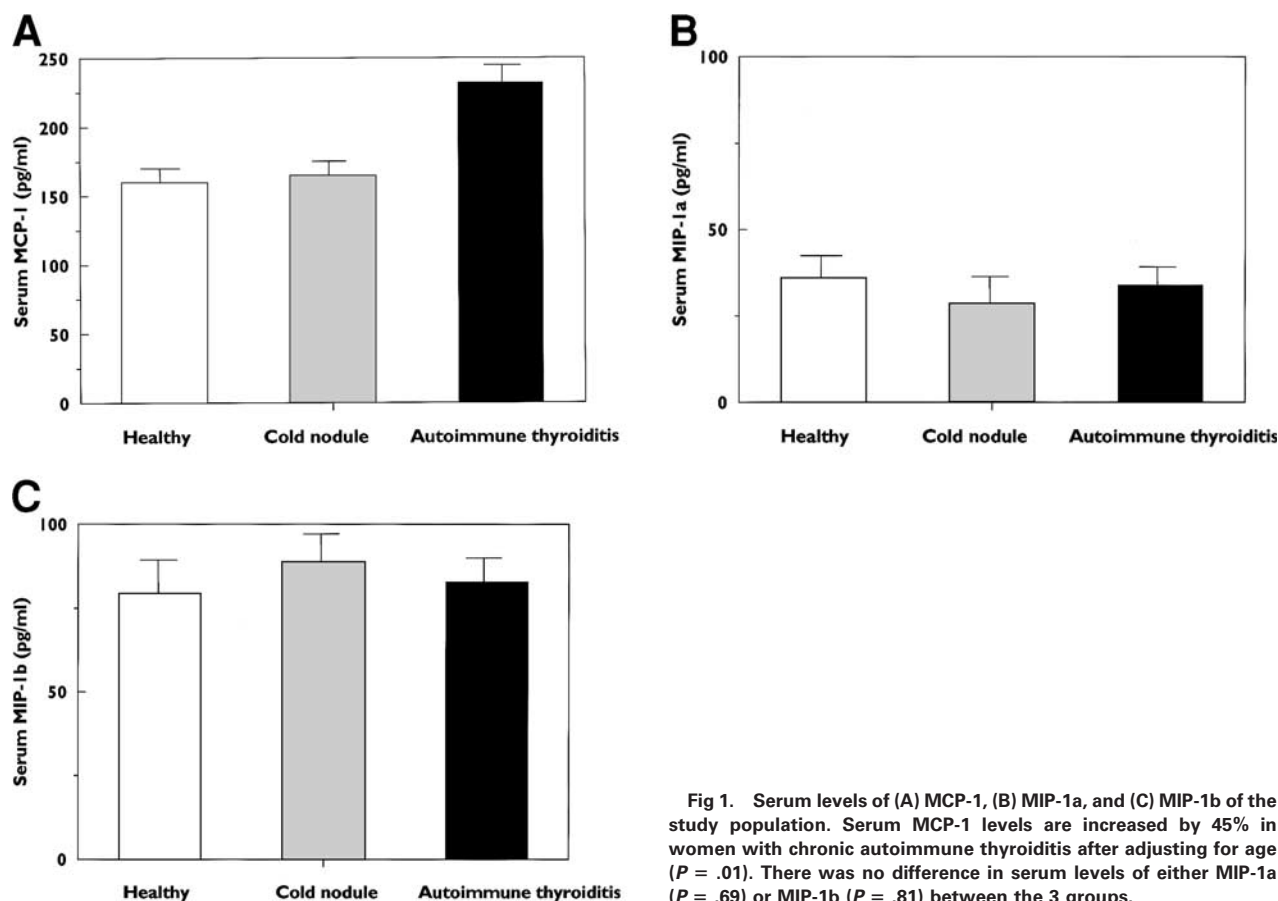 A
250
200
150
100
50
0
Serum MCP-1 (pg/ml)
Healthy Cold nodule Autoimmune thyroiditis
B
100
50
0
Serum MIP-1a (pg/ml)
Healthy Cold nodule Autoimmune thyroiditis
C
100
50
0
Serum MIP-1b (pg/ml)
Healthy Cold nodule Autoimmune thyroiditis
Fig 1. Serum levels of (A) MCP-1, (B) MIP-1a, and (C) MIP-1b of the
study population. Serum MCP-1 levels are increased by 45% in
women with chronic autoimmune thyroiditis after adjusting for age
(P = .01). There was no difference in serum levels of either MIP-1a
(P = .69) or MIP-1b (P = .81) between the 3 groups.